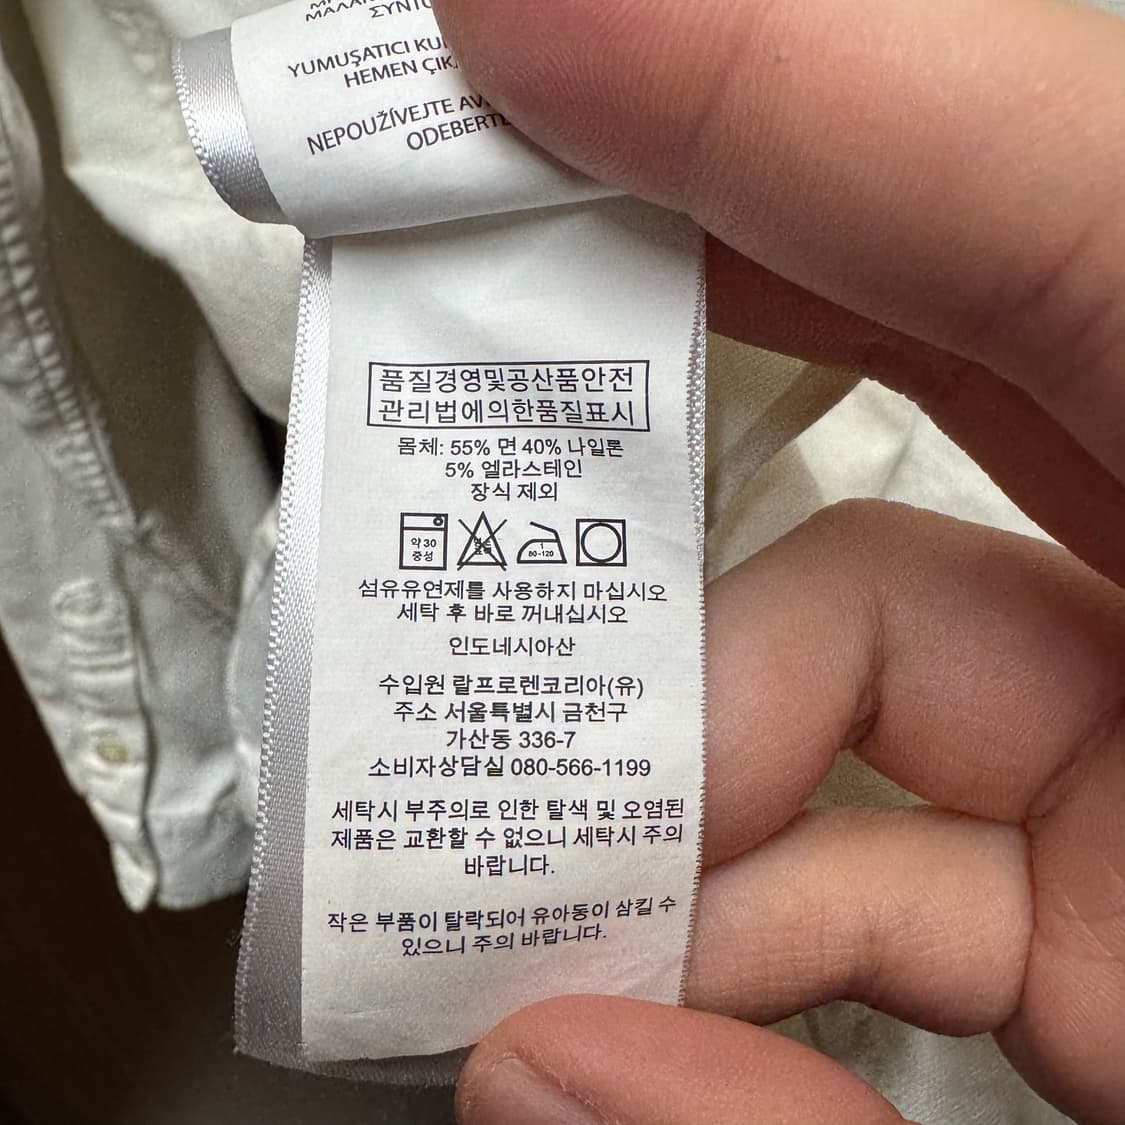 ΣΥΝΤ
YUMUŞATICI
HEMEN
NEPOUŽÍVEJTE
품질경영및공산품안전
관리법에의한품질표시
몸체: 55% 면 40% 나일론
5% 엘라스테인
장식 제외
약 30
중성
1
80-120
섬유유연제를 사용하지 마십시오
세탁 후 바로 꺼내십시오
인도네시아산
수입원 랄프로렌코리아(유)
주소 서울특별시 금천구
가산동 336-7
소비자상담실 080-566-1199
세탁시 부주의로 인한 탈색 및 오염된
제품은 교환할 수 없으니 세탁시 주의
바랍니다.
작은 부품이 탈락되어 유아동이 삼킬 수
있으니 주의 바랍니다.